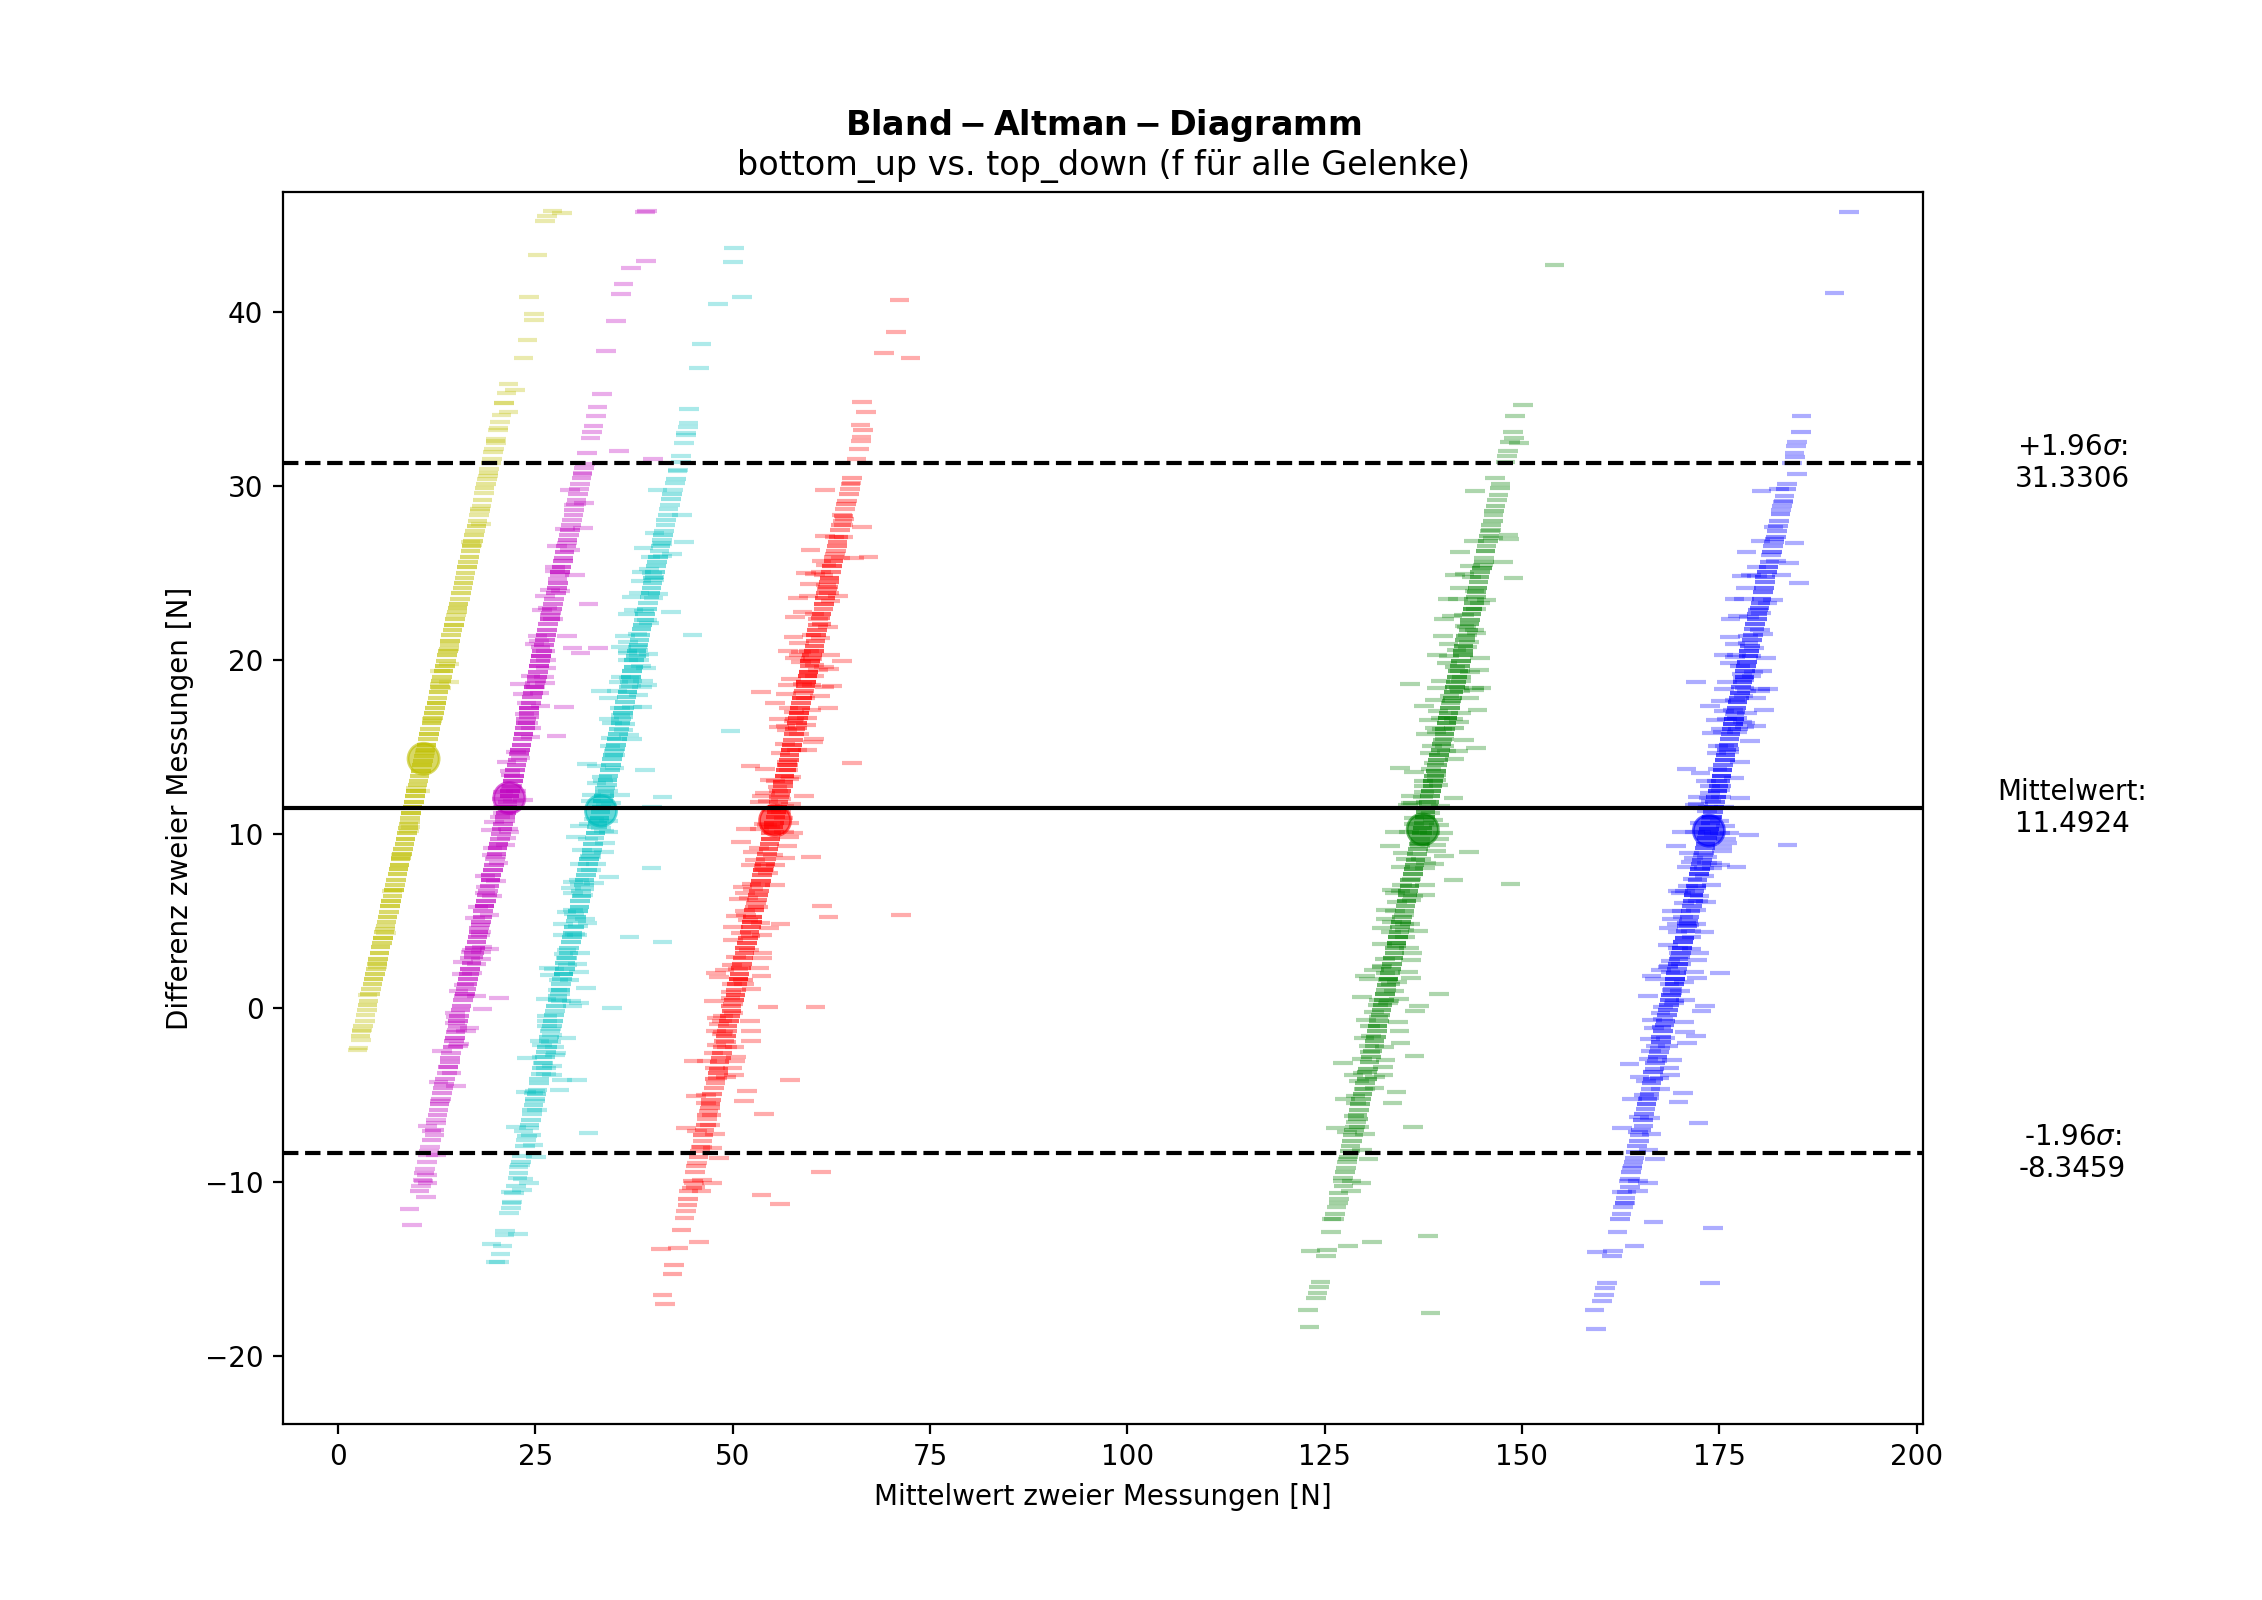 Bland − Altman − Diagramm
bottom_up vs. top_down (f für alle Gelenke)
Differenz zweier Messungen [N]
40
30
20
10
0
−10
−20
0
25
50
75
100
125
150
175
200
Mittelwert zweier Messungen [N]
+1.96σ:
31.3306
Mittelwert:
11.4924
-1.96σ:
-8.3459